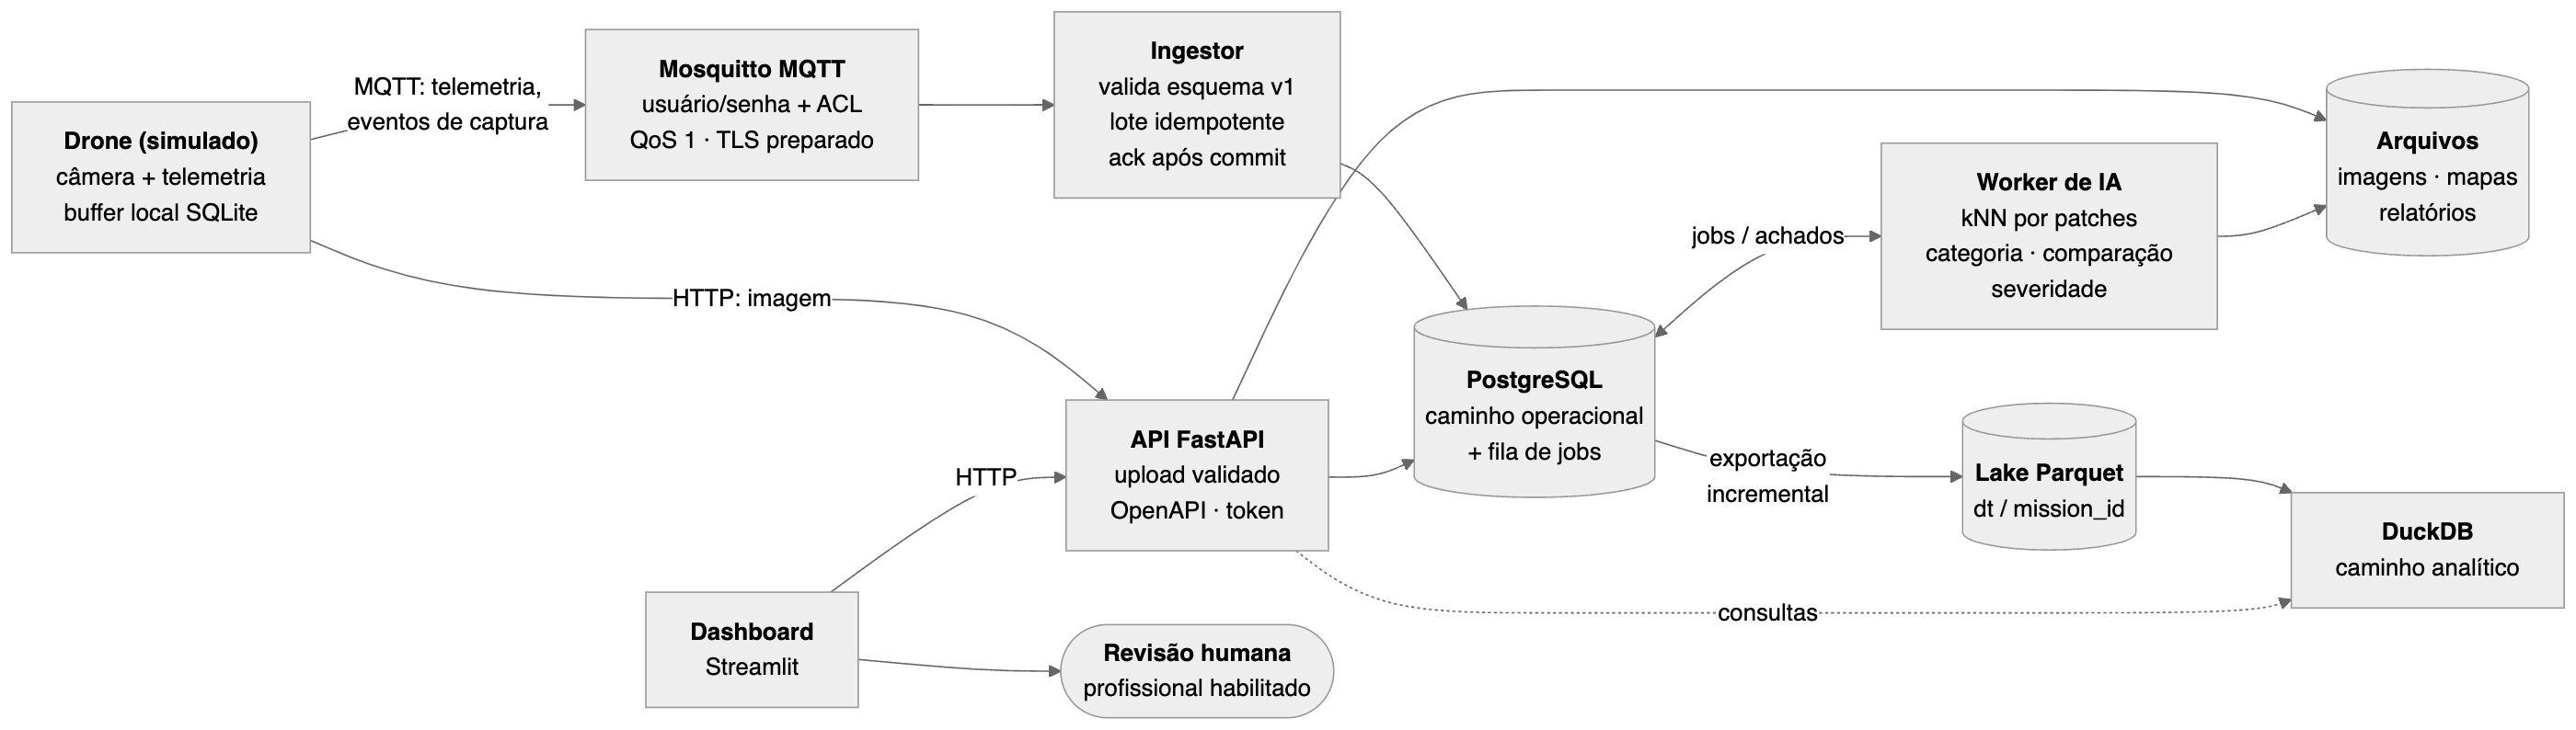 Drone (simulado)
câmera + telemetria
buffer local SQLite
MQTT: telemetria,
eventos de captura
Mosquitto MQTT
usuário/senha + ACL
QoS 1 · TLS preparado
Ingestor
valida esquema v1
lote idempotente
ack após commit
HTTP: imagem
API FastAPI
upload validado
OpenAPI · token
HTTP
Dashboard
Streamlit
Revisão humana
profissional habilitado
PostgreSQL
caminho operacional
+ fila de jobs
jobs / achados
Worker de IA
kNN por patches
categoria · comparação
severidade
Arquivos
imagens · mapas
relatórios
exportação
incremental
Lake Parquet
dt / mission_id
DuckDB
caminho analítico
consultas